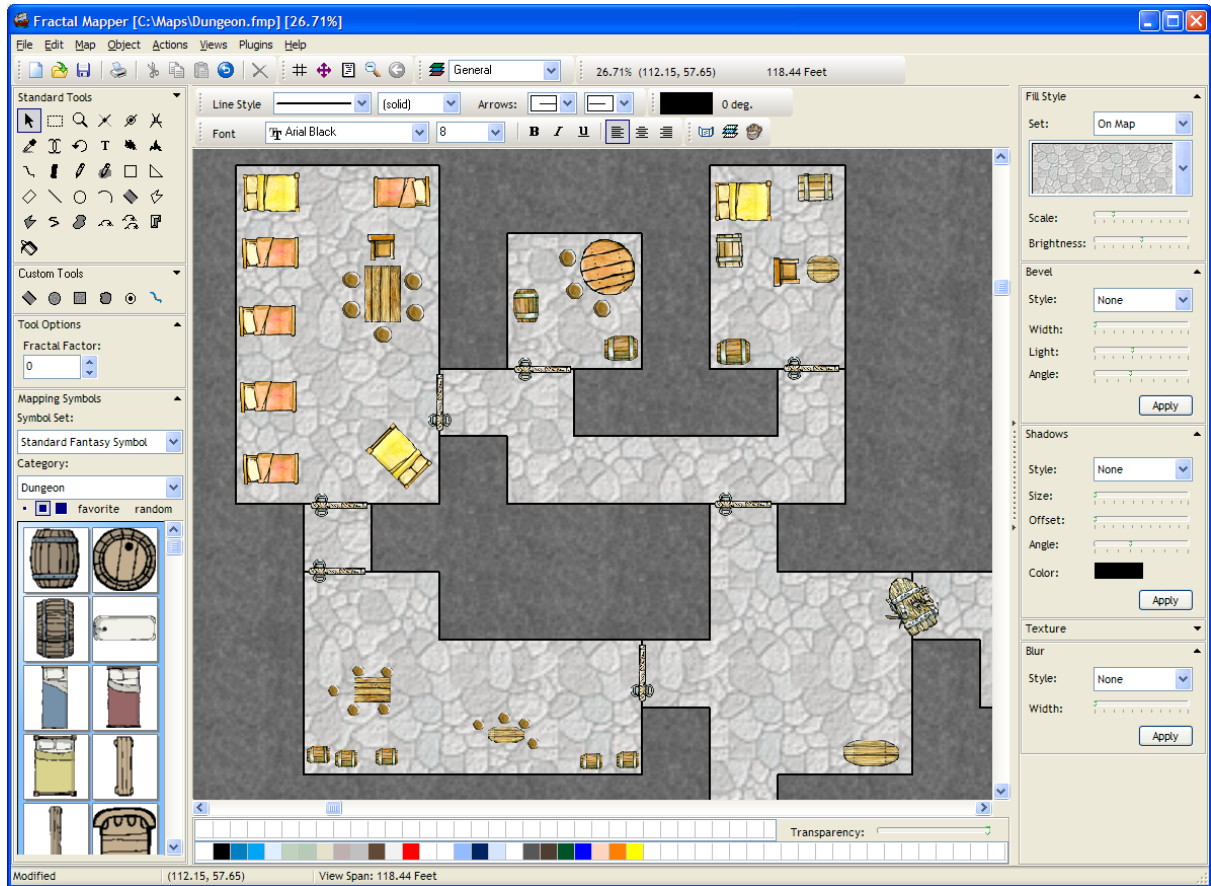 Fractal Mapper [C:\Maps\Dungeon.fmp] [26.71%]
File Edit Map Object Actions Views Plugins Help
General
26.71% (112.15, 57.65) 118.44 Feet
Standard Tools
Line Style (solid) Arrows: 0 deg.
Font Arial Black 8 B I U
T
Custom Tools
Tool Options
Fractal Factor:
0
Mapping Symbols
Symbol Set:
Standard Fantasy Symbol
Category:
Dungeon
favorite random
Fill Style
Set: On Map
Scale:
Brightness:
Bevel
Style: None
Width:
Light:
Angle:
Apply
Shadows
Style: None
Size:
Offset:
Angle:
Color:
Apply
Texture
Blur
Style: None
Width:
Apply
Transparency:
Modified (112.15, 57.65) View Span: 118.44 Feet